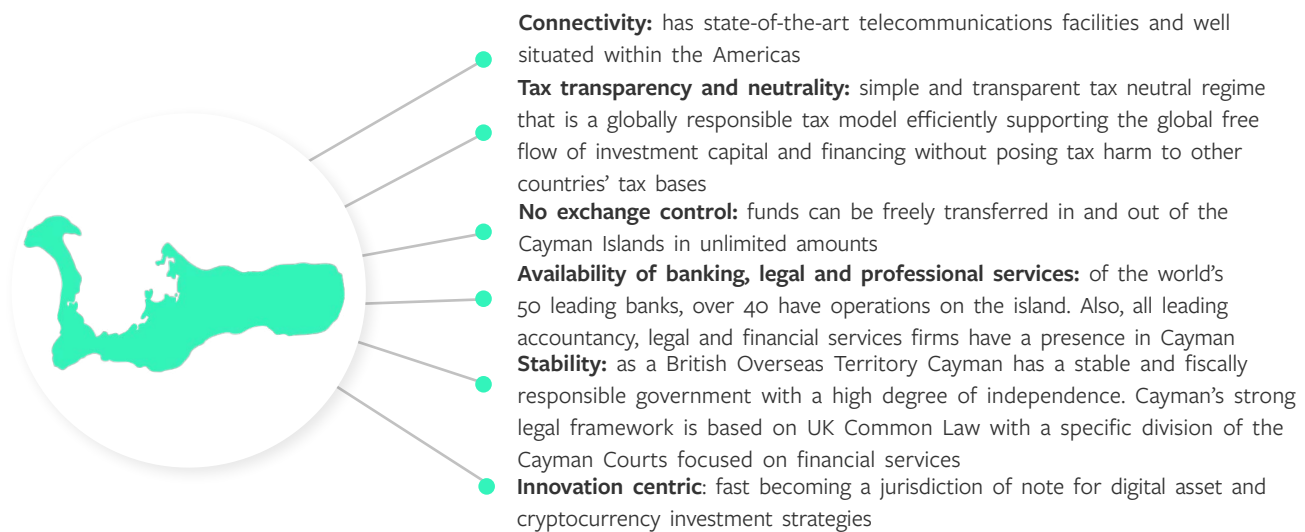 Connectivity: has state-of-the-art telecommunications facilities and well
situated within the Americas
Tax transparency and neutrality: simple and transparent tax neutral regime
that is a globally responsible tax model efficiently supporting the global free
flow of investment capital and financing without posing tax harm to other
countries’ tax bases
No exchange control: funds can be freely transferred in and out of the
Cayman Islands in unlimited amounts
Availability of banking, legal and professional services: of the world’s
50 leading banks, over 40 have operations on the island. Also, all leading
accountancy, legal and financial services firms have a presence in Cayman
Stability: as a British Overseas Territory Cayman has a stable and fiscally
responsible government with a high degree of independence. Cayman’s strong
legal framework is based on UK Common Law with a specific division of the
Cayman Courts focused on financial services
Innovation centric: fast becoming a jurisdiction of note for digital asset and
cryptocurrency investment strategies